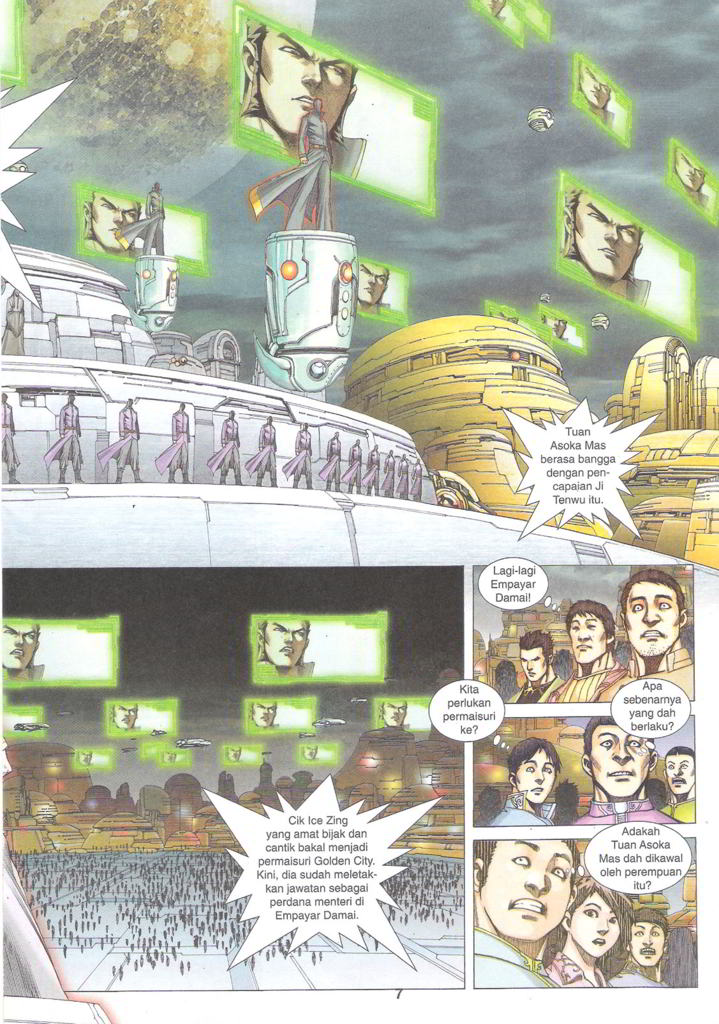 Tuan
Asoka Mas
berasa bangga
dengan pen-
capaian Ji
Tenwu itu.
Cik Ice Zing
yang amat bijak dan
cantik bakal menjadi
permaisuri Golden City.
Kini, dia sudah meletak-
kan jawatan sebagai
perdana menteri di
Empayar Damai.
Lagi-lagi
Empayar
Damai!
Kita
perlukan
permaisuri
ke?
Apa
sebenarnya
yang dah
berlaku?
Adakah
Tuan Asoka
Mas dah dikawal
oleh perempuan
itu?
7